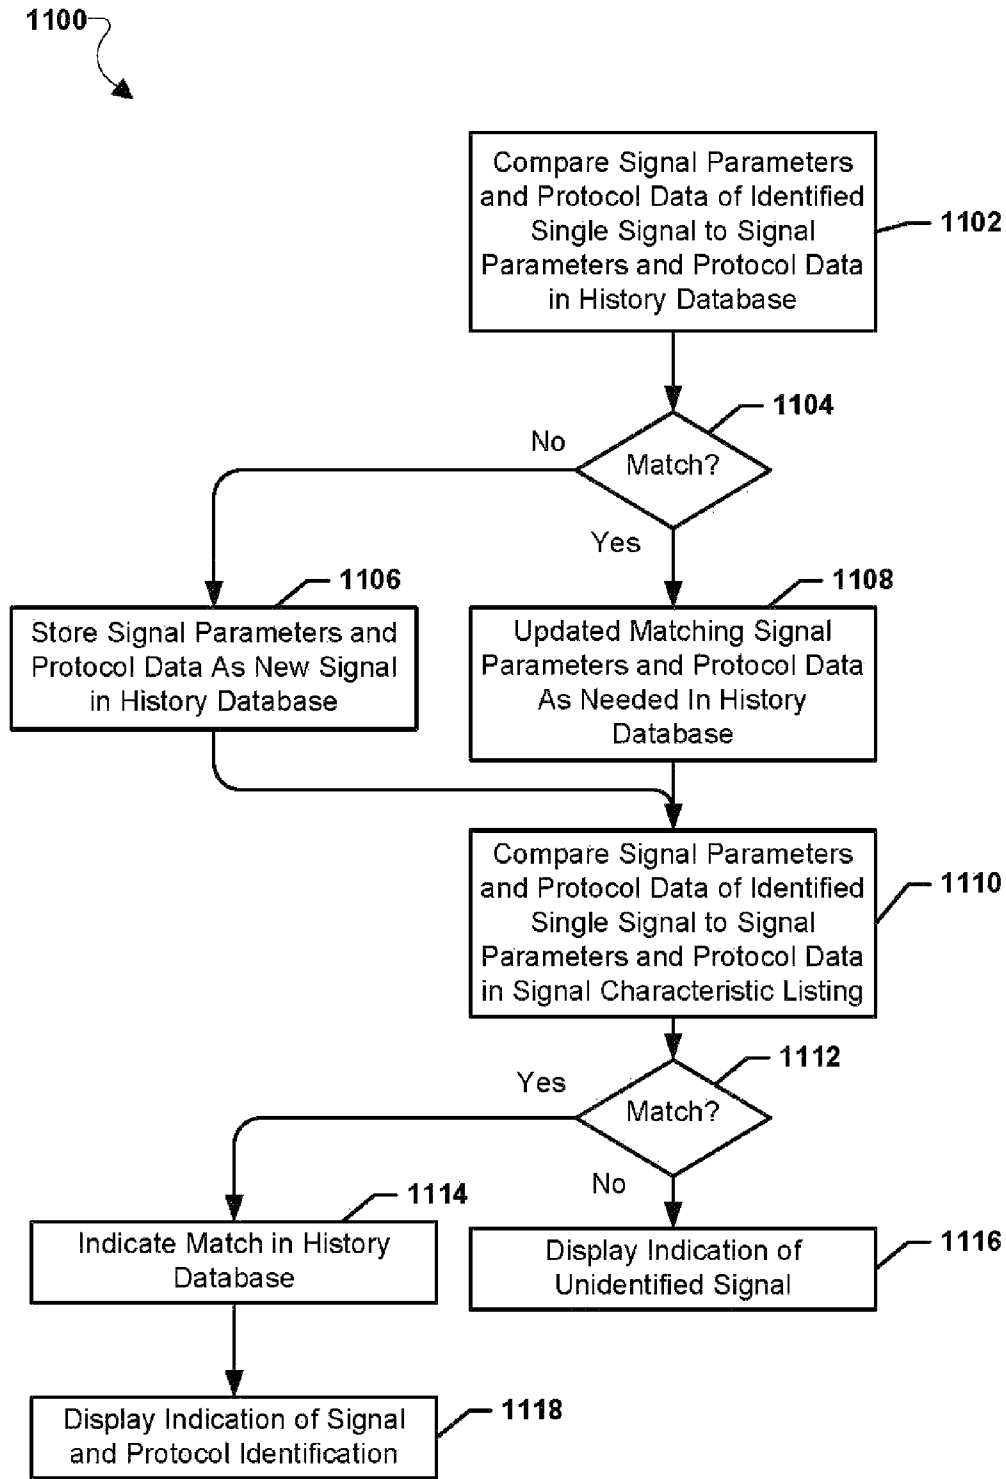 1100
Compare Signal Parameters
and Protocol Data of Identified
Single Signal to Signal
Parameters and Protocol Data
in History Database
1102
1104
Match?
No
Yes
1106
Store Signal Parameters and
Protocol Data As New Signal
in History Database
1108
Updated Matching Signal
Parameters and Protocol Data
As Needed In History
Database
Compare Signal Parameters
and Protocol Data of Identified
Single Signal to Signal
Parameters and Protocol Data
in Signal Characteristic Listing
1110
1112
Match?
Yes
No
1114
Indicate Match in History
Database
Display Indication of
Unidentified Signal
1116
Display Indication of Signal
and Protocol Identification
1118